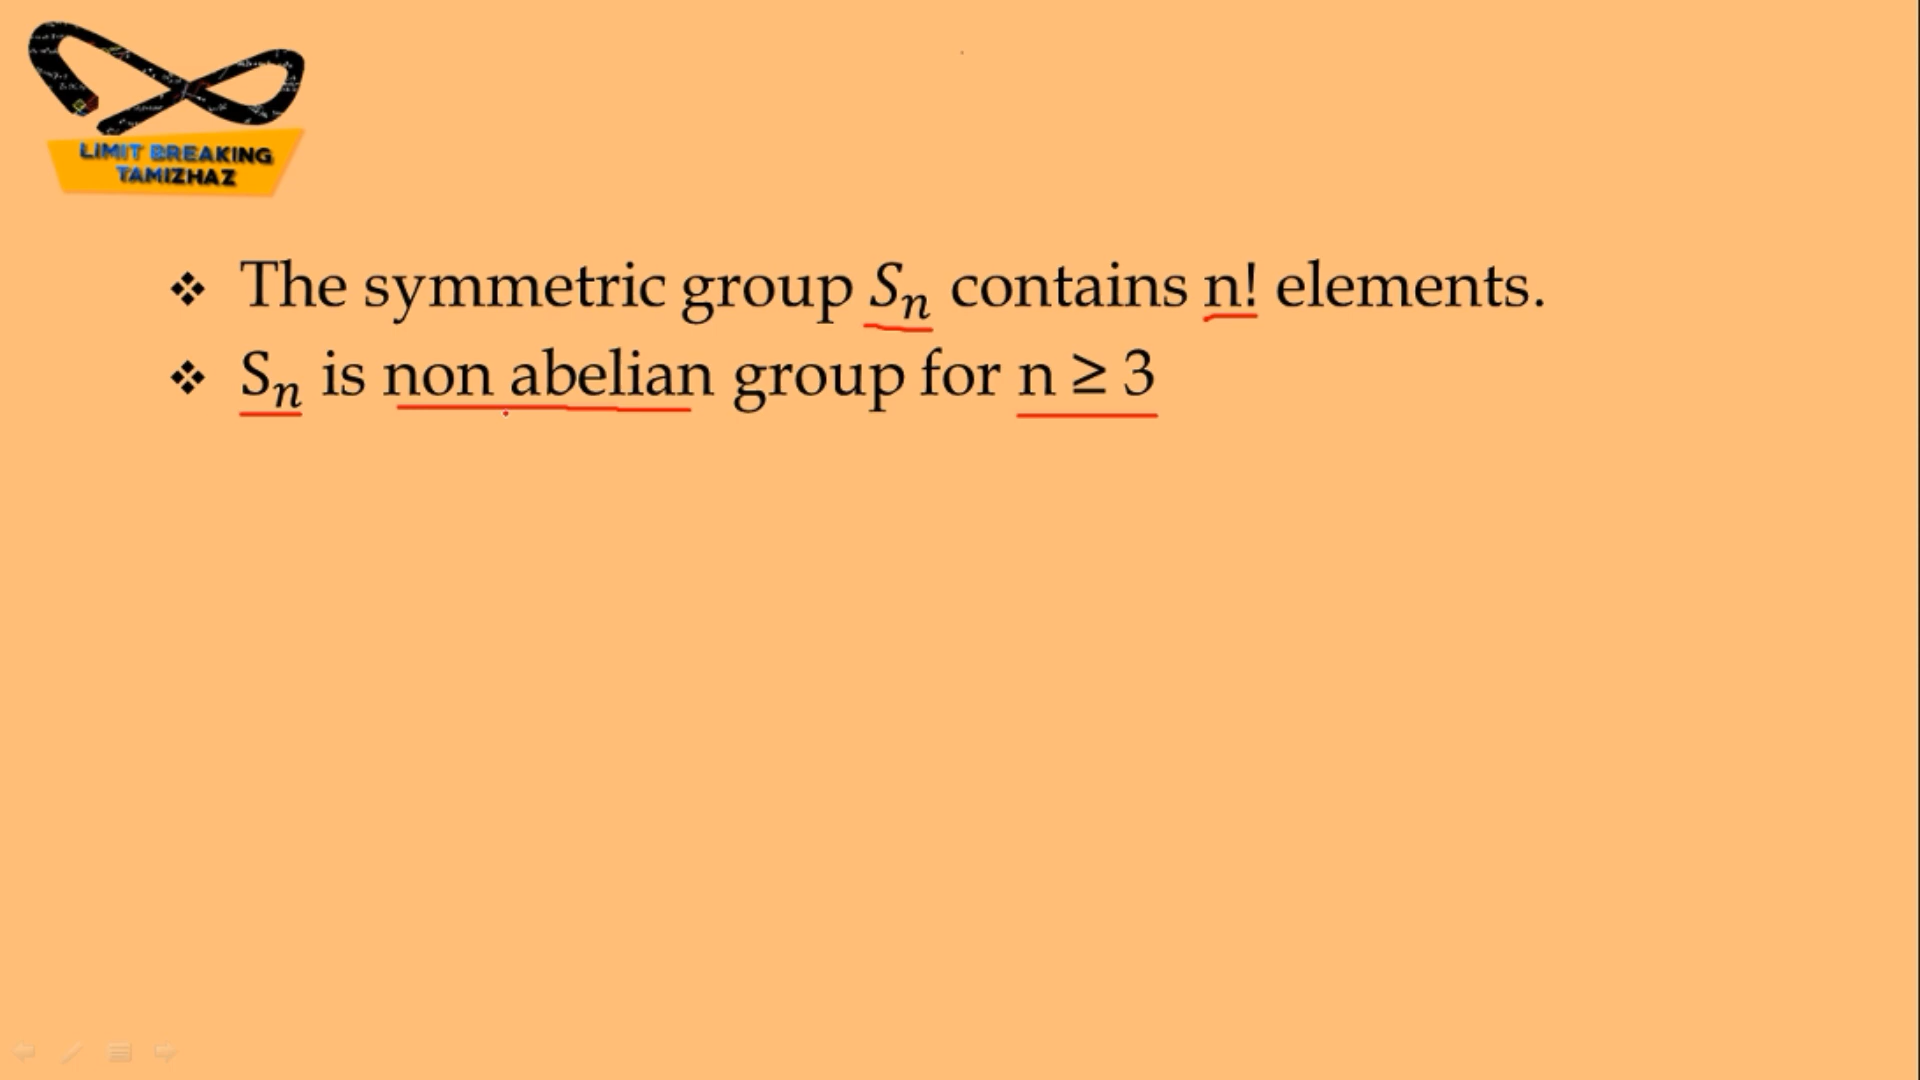 LIMIT BREAKING
TAMIZHAZ
❖ The symmetric group Sₙ contains n! elements.
❖ Sₙ is non abelian group for n ≥ 3